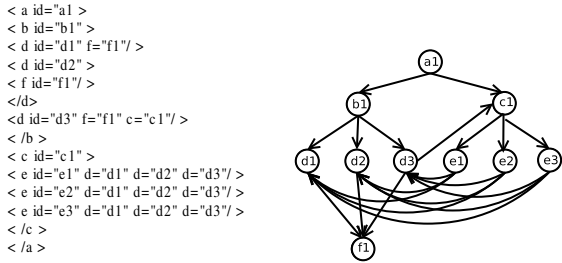 < a id="a1 >
< b id="b1" >
< d id="d1" f="f1"/ >
< d id="d2" >
< f id="f1"/ >
</d>
<d id="d3" f="f1" c="c1"/ >
< /b >
< c id="c1" >
< e id="e1" d="d1" d="d2" d="d3"/ >
< e id="e2" d="d1" d="d2" d="d3"/ >
< e id="e3" d="d1" d="d2" d="d3"/ >
< /c >
< /a >
a1
b1 c1
d1 d2 d3 e1 e2 e3
f1